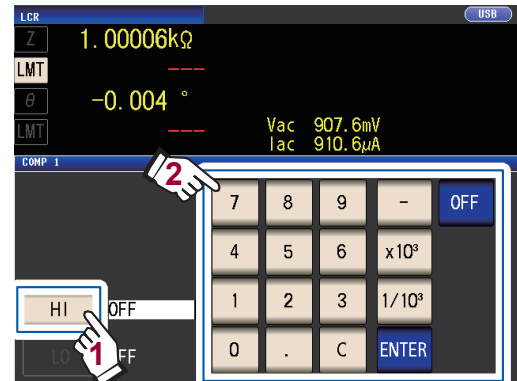 LCR USB
Z 1.00006kΩ
LMT ---
θ -0.004 °
LMT ---
Vac 907.6mV
Iac 910.6μA
COMP 1
2
7 8 9 - OFF
4 5 6 x10³
1 2 3 1/10³
HI OFF
0 . C ENTER
LO FF
1